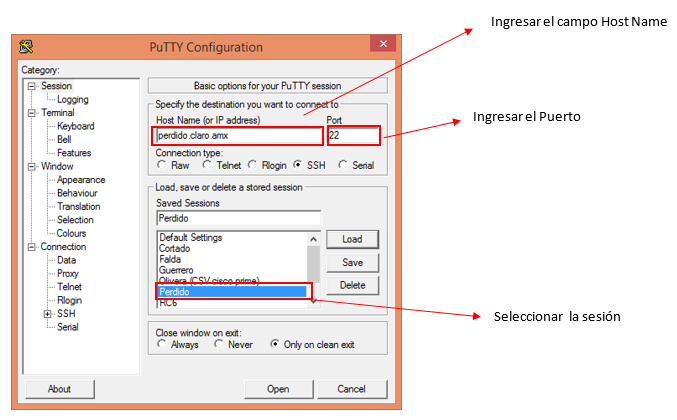 Ingresar el campo Host Name
PuTTY Configuration
Category:
Session
Logging
Terminal
Keyboard
Bell
Features
Window
Appearance
Behaviour
Translation
Selection
Colours
Connection
Data
Proxy
Telnet
Rlogin
SSH
Serial
Basic options for your PuTTY session
Specify the destination you want to connect to
Host Name (or IP address) Port
perdido.claro.amx 22
Ingresar el Puerto
Connection type:
Raw Telnet Rlogin SSH Serial
Load, save or delete a stored session
Saved Sessions
Perdido
Default Settings
Cortado
Falda
Guerrero
Olivera (CSV cisco prime)
Perdido
RC6
Load
Save
Delete
Seleccionar la sesión
Close window on exit:
Always Never Only on clean exit
About Open Cancel